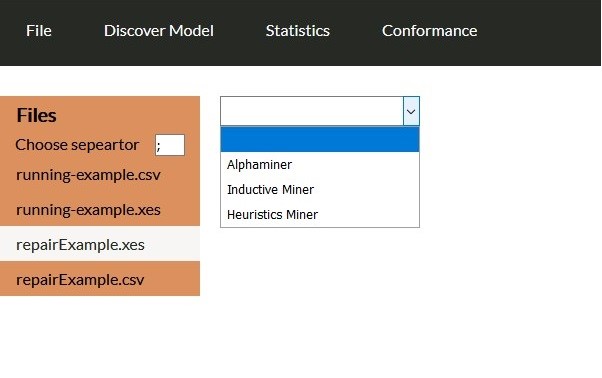 File Discover Model Statistics Conformance
Files
Choose sepeartor ;
running-example.csv
running-example.xes
repairExample.xes
repairExample.csv
Alphaminer
Inductive Miner
Heuristics Miner